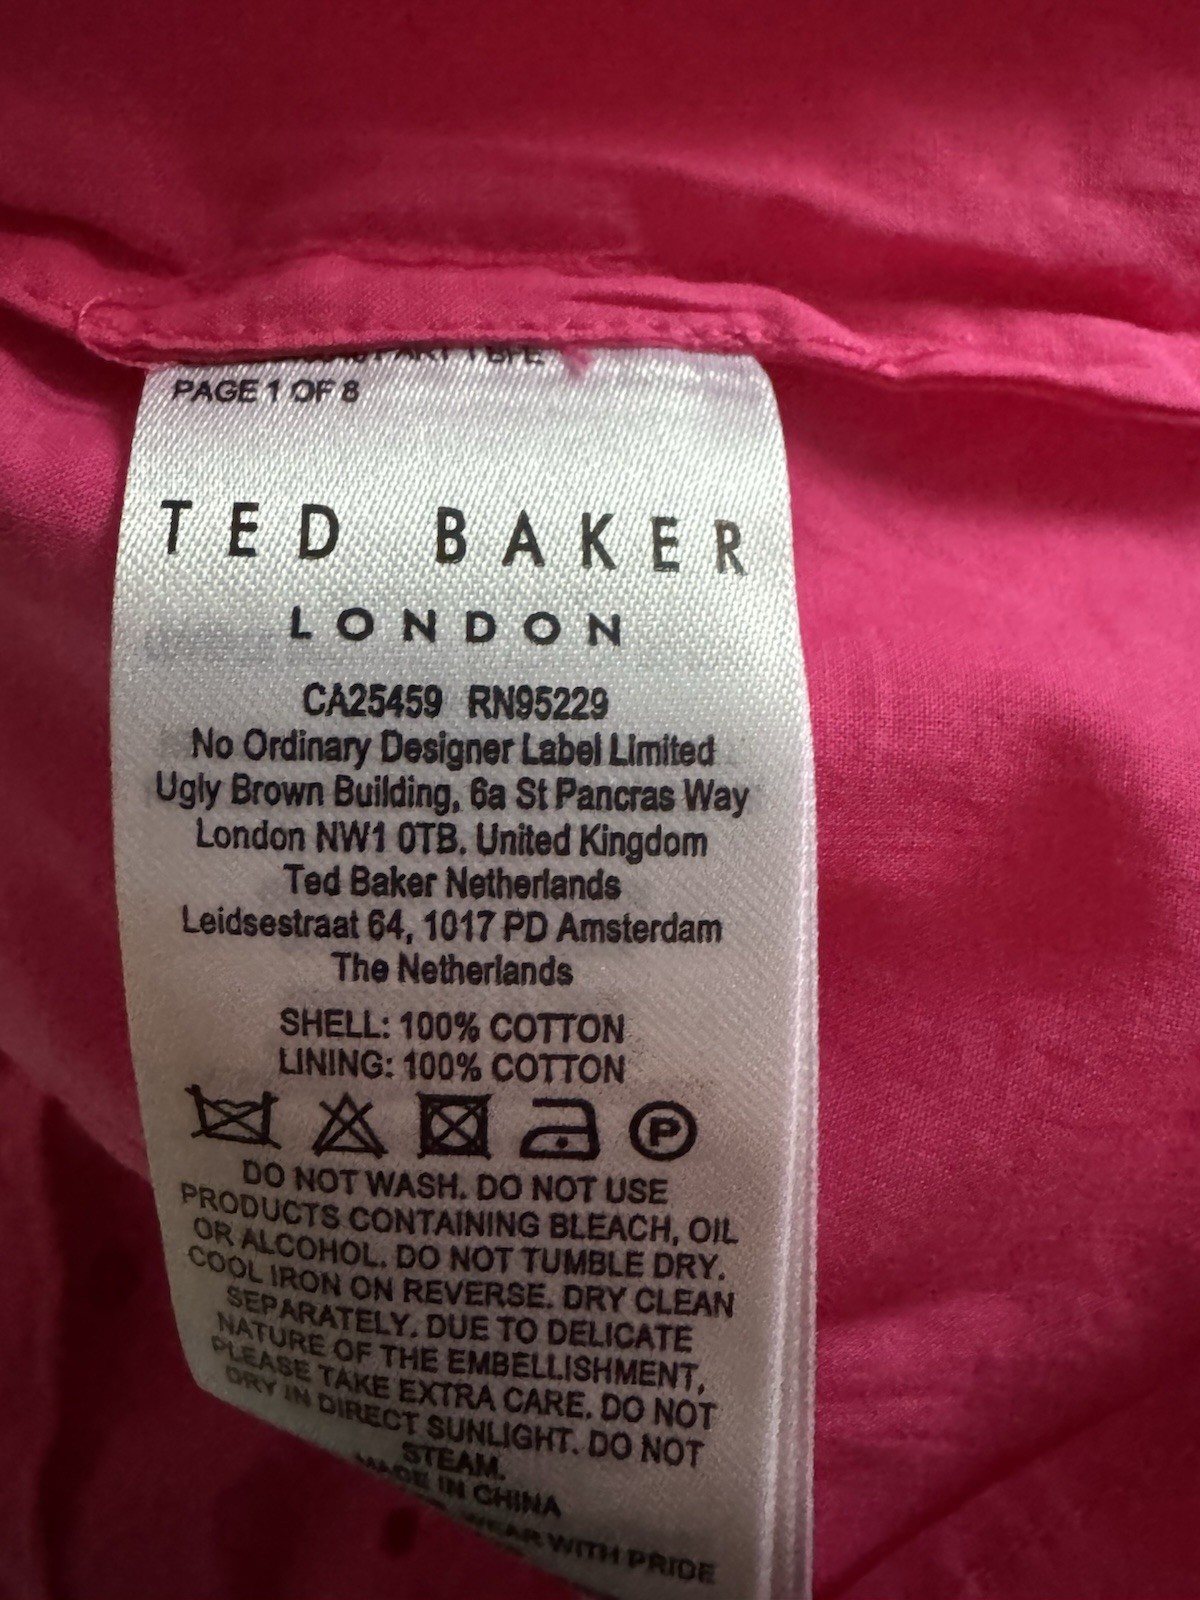 PAGE 1 OF 8
TED BAKER
LONDON
CA25459 RN95229
No Ordinary Designer Label Limited
Ugly Brown Building, 6a St Pancras Way
London NW1 0TB. United Kingdom
Ted Baker Netherlands
Leidsestraat 64, 1017 PD Amsterdam
The Netherlands
SHELL: 100% COTTON
LINING: 100% COTTON
P
DO NOT WASH. DO NOT USE
PRODUCTS CONTAINING BLEACH, OIL
OR ALCOHOL. DO NOT TUMBLE DRY.
COOL IRON ON REVERSE. DRY CLEAN
SEPARATELY. DUE TO DELICATE
NATURE OF THE EMBELLISHMENT,
PLEASE TAKE EXTRA CARE. DO NOT
DRY IN DIRECT SUNLIGHT. DO NOT
STEAM.
MADE IN CHINA
WEAR WITH PRIDE